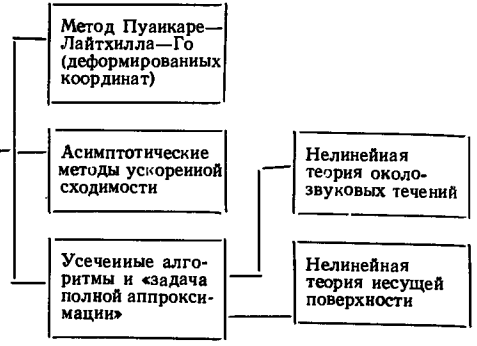 Метод Пуанкаре—
Лайтхилла—Го
(деформированных
координат)
Асимптотические
методы ускоренной
сходимости
Усеченные алго-
ритмы и «задача
полной аппрокси-
мации»
Нелинейная
теория около-
звуковых течений
Нелинейная
теория несущей
поверхности